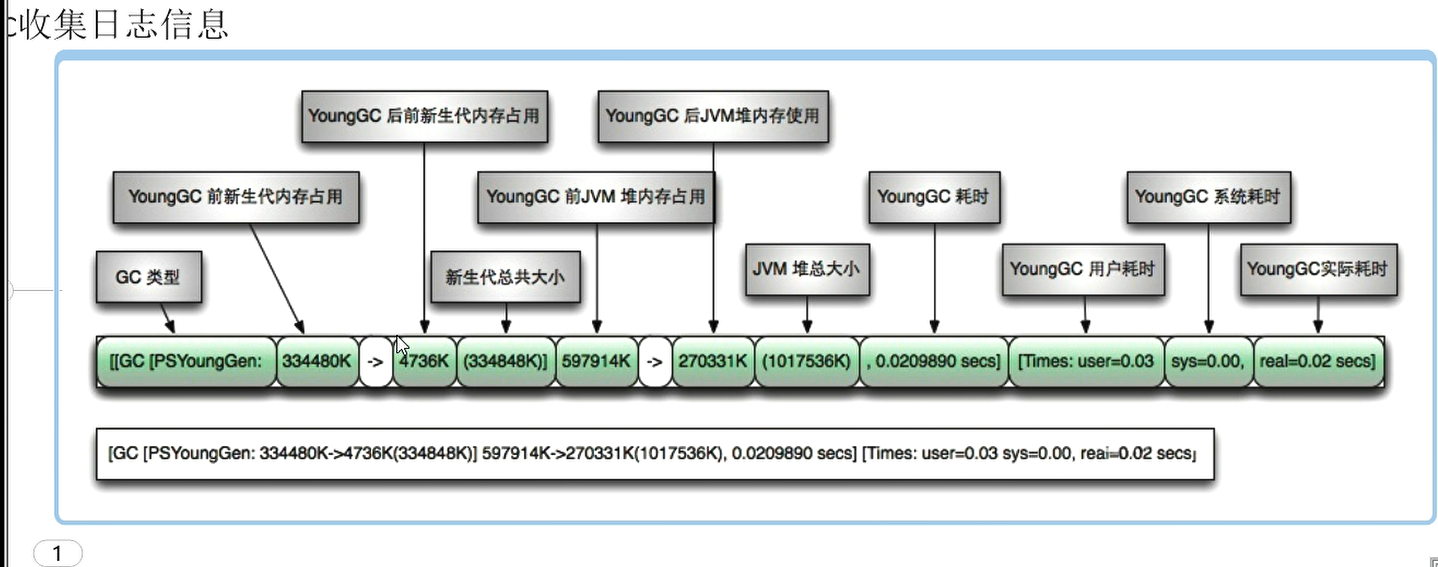 c收集日志信息
YoungGC 后前新生代内存占用
YoungGC 后JVM堆内存使用
YoungGC 前新生代内存占用
YoungGC 前JVM 堆内存占用
YoungGC 耗时
YoungGC 系统耗时
GC 类型
新生代总共大小
JVM 堆总大小
YoungGC 用户耗时
YoungGC实际耗时
[[GC [PSYoungGen: 334480K -> 4736K (334848K)] 597914K -> 270331K (1017536K) , 0.0209890 secs] [Times: user=0.03 sys=0.00, real=0.02 secs]
[GC [PSYoungGen: 334480K->4736K(334848K)] 597914K->270331K(1017536K), 0.0209890 secs] [Times: user=0.03 sys=0.00, real=0.02 secs]
1